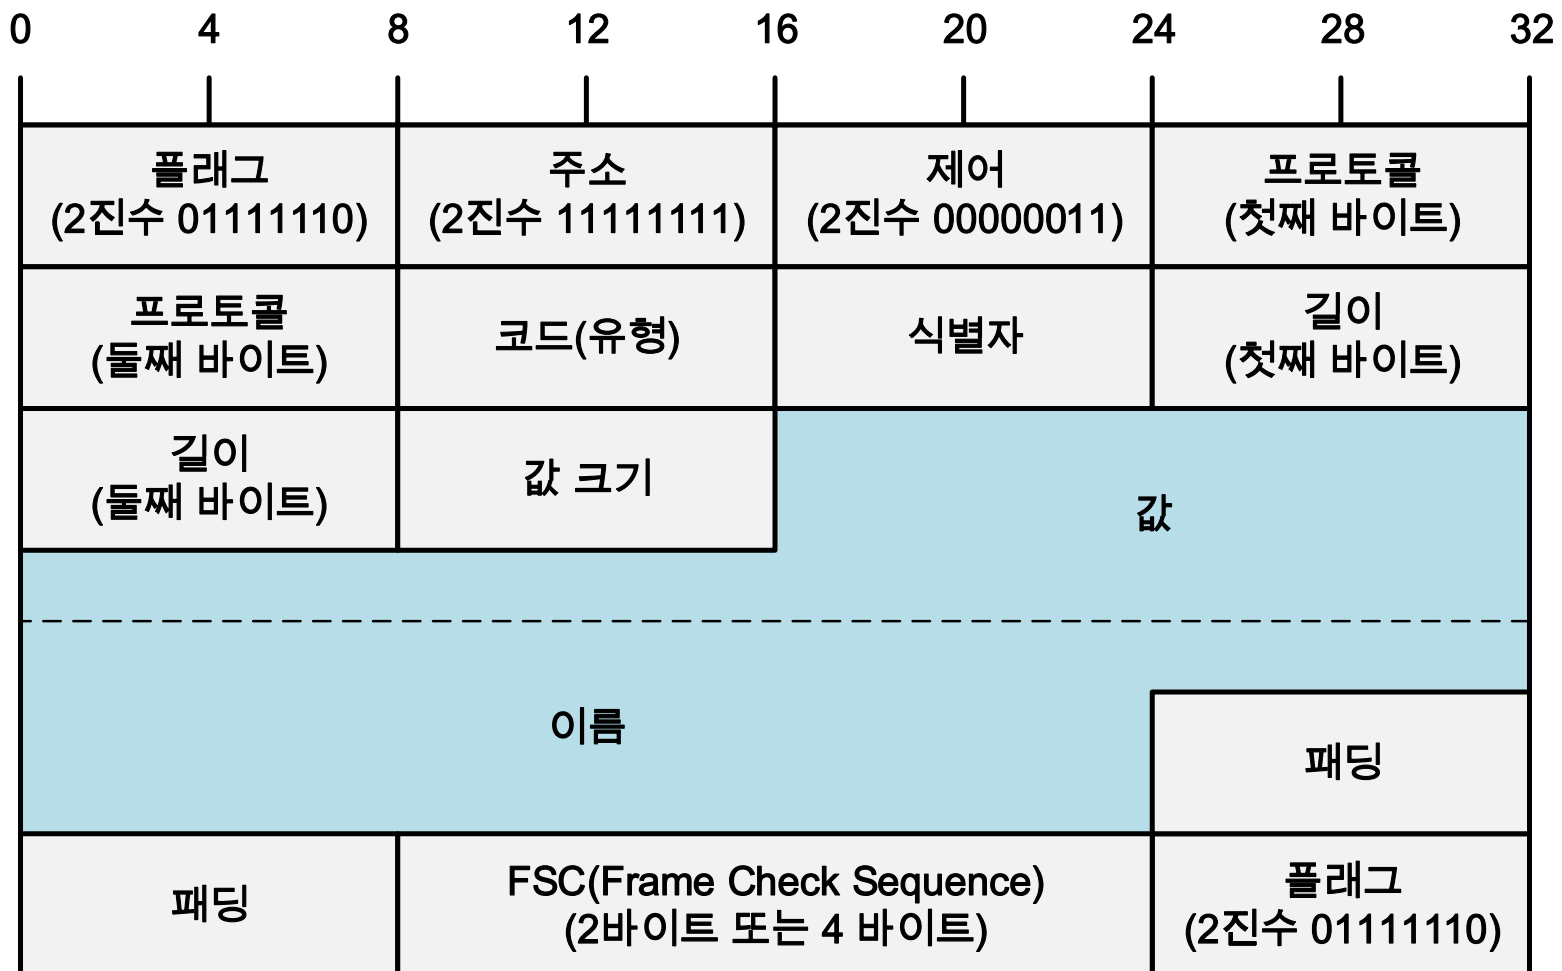 0 4 8 12 16 20 24 28 32
플래그
(2진수 01111110)
주소
(2진수 11111111)
제어
(2진수 00000011)
프로토콜
(첫째 바이트)
프로토콜
(둘째 바이트)
코드(유형)
식별자
길이
(첫째 바이트)
길이
(둘째 바이트)
값 크기
값
이름
패딩
패딩
FSC(Frame Check Sequence)
(2바이트 또는 4 바이트)
플래그
(2진수 01111110)